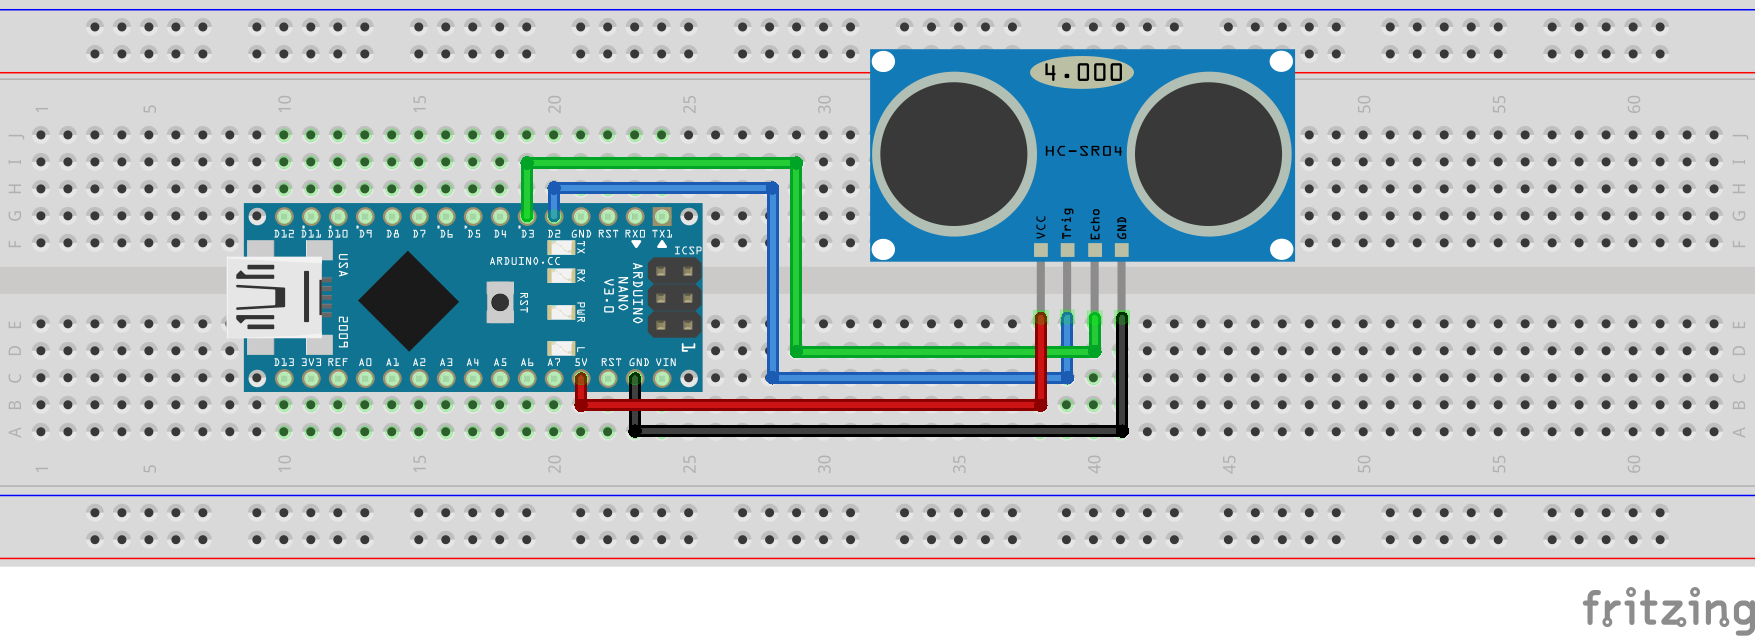 1 5 10 15 20 25 30 50 55 60
4.000
J J
I I
H H
G G
F F
HC-SR04
VCC Trig Echo GND
D12 D11 D10 D9 D8 D7 D6 D5 D4 D3 D2 GND RST RX0 TX1
USA
2009
ARDUINO.CC
RST
TX
RX
PWR
L
ARDUINO
NANO
V3.0
ICSP
1
D13 3V3 REF A0 A1 A2 A3 A4 A5 A6 A7 5V RST GND VIN
E E
D D
C C
B B
A A
1 5 10 15 20 25 30 35 40 45 50 55 60
fritzing